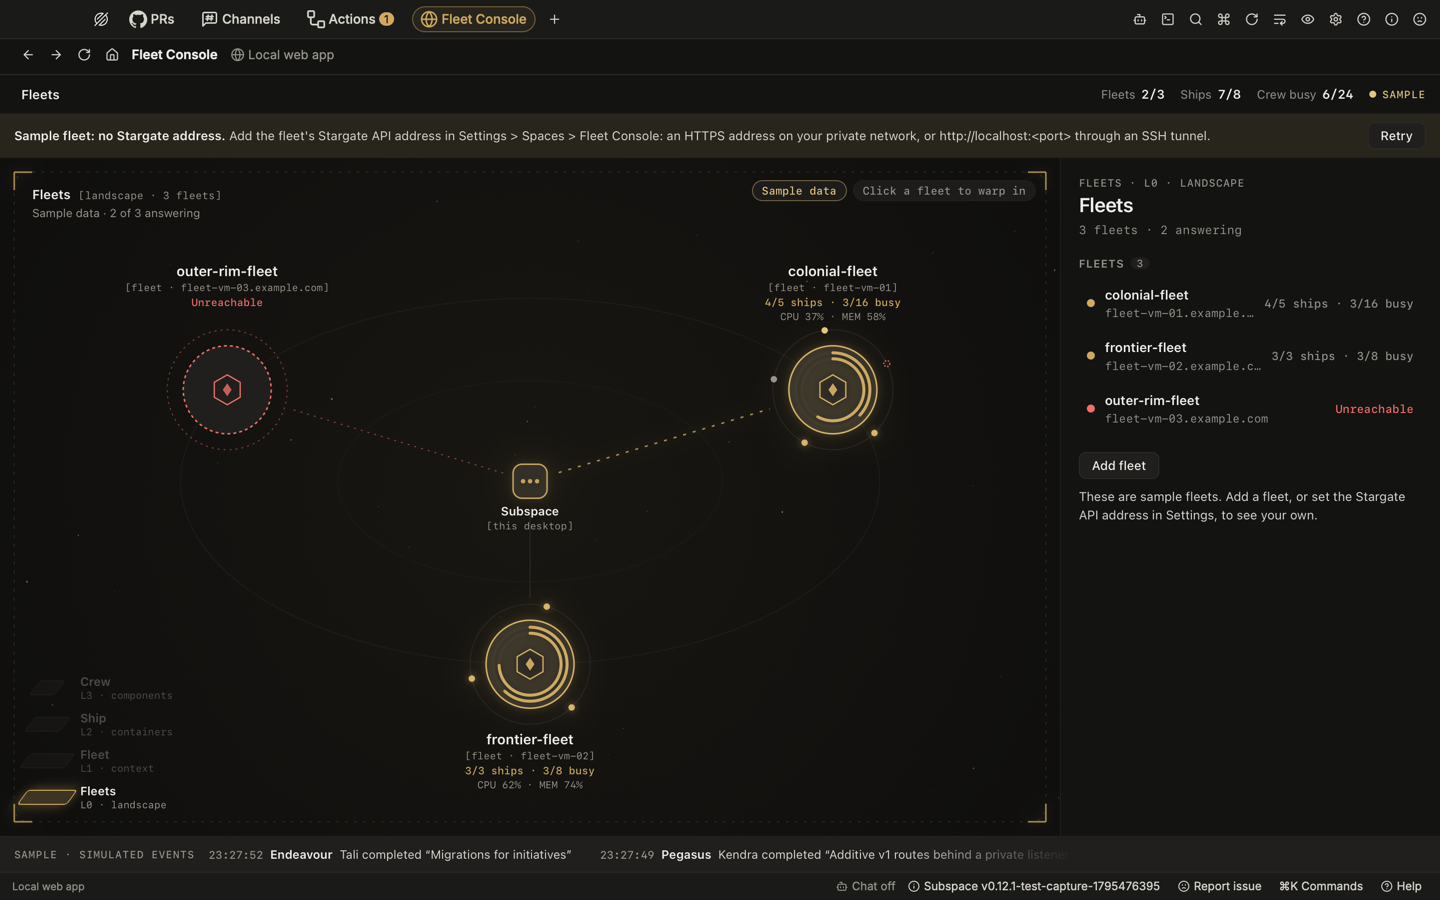 PRs Channels Actions 1 Fleet Console
Fleet Console Local web app
Fleets Fleets 2/3 Ships 7/8 Crew busy 6/24 SAMPLE
Sample fleet: no Stargate address. Add the fleet's Stargate API address in Settings > Spaces > Fleet Console: an HTTPS address on your private network, or http://localhost:<port> through an SSH tunnel. Retry
Fleets [landscape · 3 fleets]
Sample data · 2 of 3 answering
Sample data Click a fleet to warp in
outer-rim-fleet
[fleet · fleet-vm-03.example.com]
Unreachable
colonial-fleet
[fleet · fleet-vm-01]
4/5 ships · 3/16 busy
CPU 37% · MEM 58%
Subspace
[this desktop]
frontier-fleet
[fleet · fleet-vm-02]
3/3 ships · 3/8 busy
CPU 62% · MEM 74%
Crew
L3 · components
Ship
L2 · containers
Fleet
L1 · context
Fleets
L0 · landscape
FLEETS · L0 · LANDSCAPE
Fleets
3 fleets · 2 answering
FLEETS 3
colonial-fleet
fleet-vm-01.example.… 4/5 ships · 3/16 busy
frontier-fleet
fleet-vm-02.example.c… 3/3 ships · 3/8 busy
outer-rim-fleet
fleet-vm-03.example.com Unreachable
Add fleet
These are sample fleets. Add a fleet, or set the Stargate
API address in Settings, to see your own.
SAMPLE · SIMULATED EVENTS 23:27:52 Endeavour Tali completed “Migrations for initiatives” 23:27:49 Pegasus Kendra completed “Additive v1 routes behind a private listener
Local web app Chat off Subspace v0.12.1-test-capture-1795476395 Report issue ⌘K Commands Help